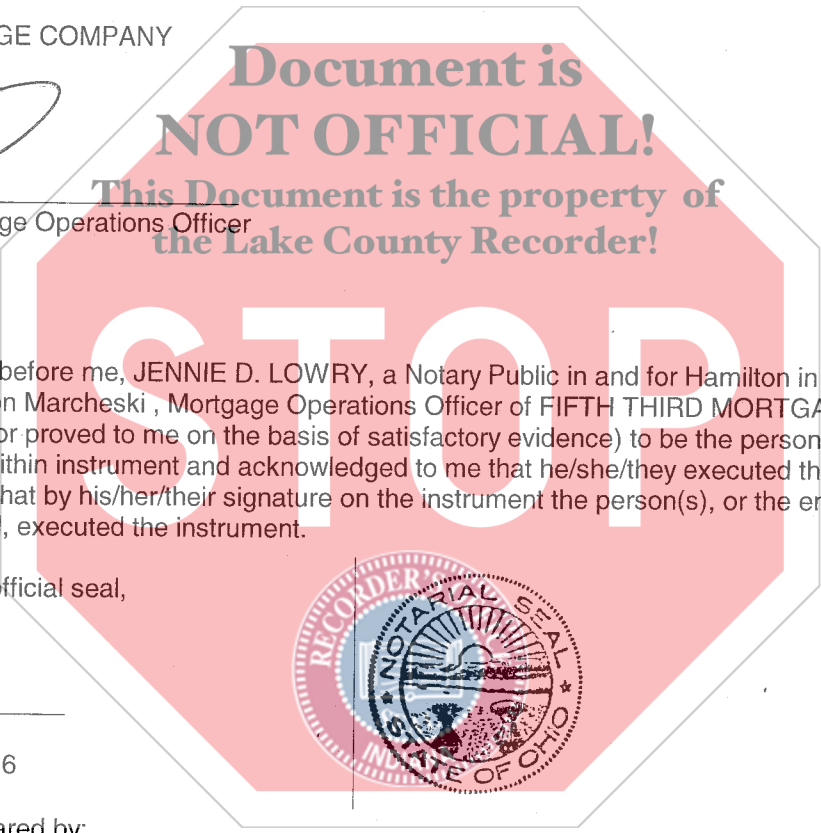 GE COMPANY
Document is
NOT OFFICIAL!
This Document is the property of
ge Operations Officer
the Lake County Recorder!
STOP
before me, JENNIE D. LOWRY, a Notary Public in and for Hamilton in
on Marcheski , Mortgage Operations Officer of FIFTH THIRD MORTGA
or proved to me on the basis of satisfactory evidence) to be the person
ithin instrument and acknowledged to me that he/she/they executed th
hat by his/her/their signature on the instrument the person(s), or the en
, executed the instrument.
fficial seal,
RECORDER'S
INDIANA
NOTARIAL SEAL
STATE OF OHIO
6
ared by: